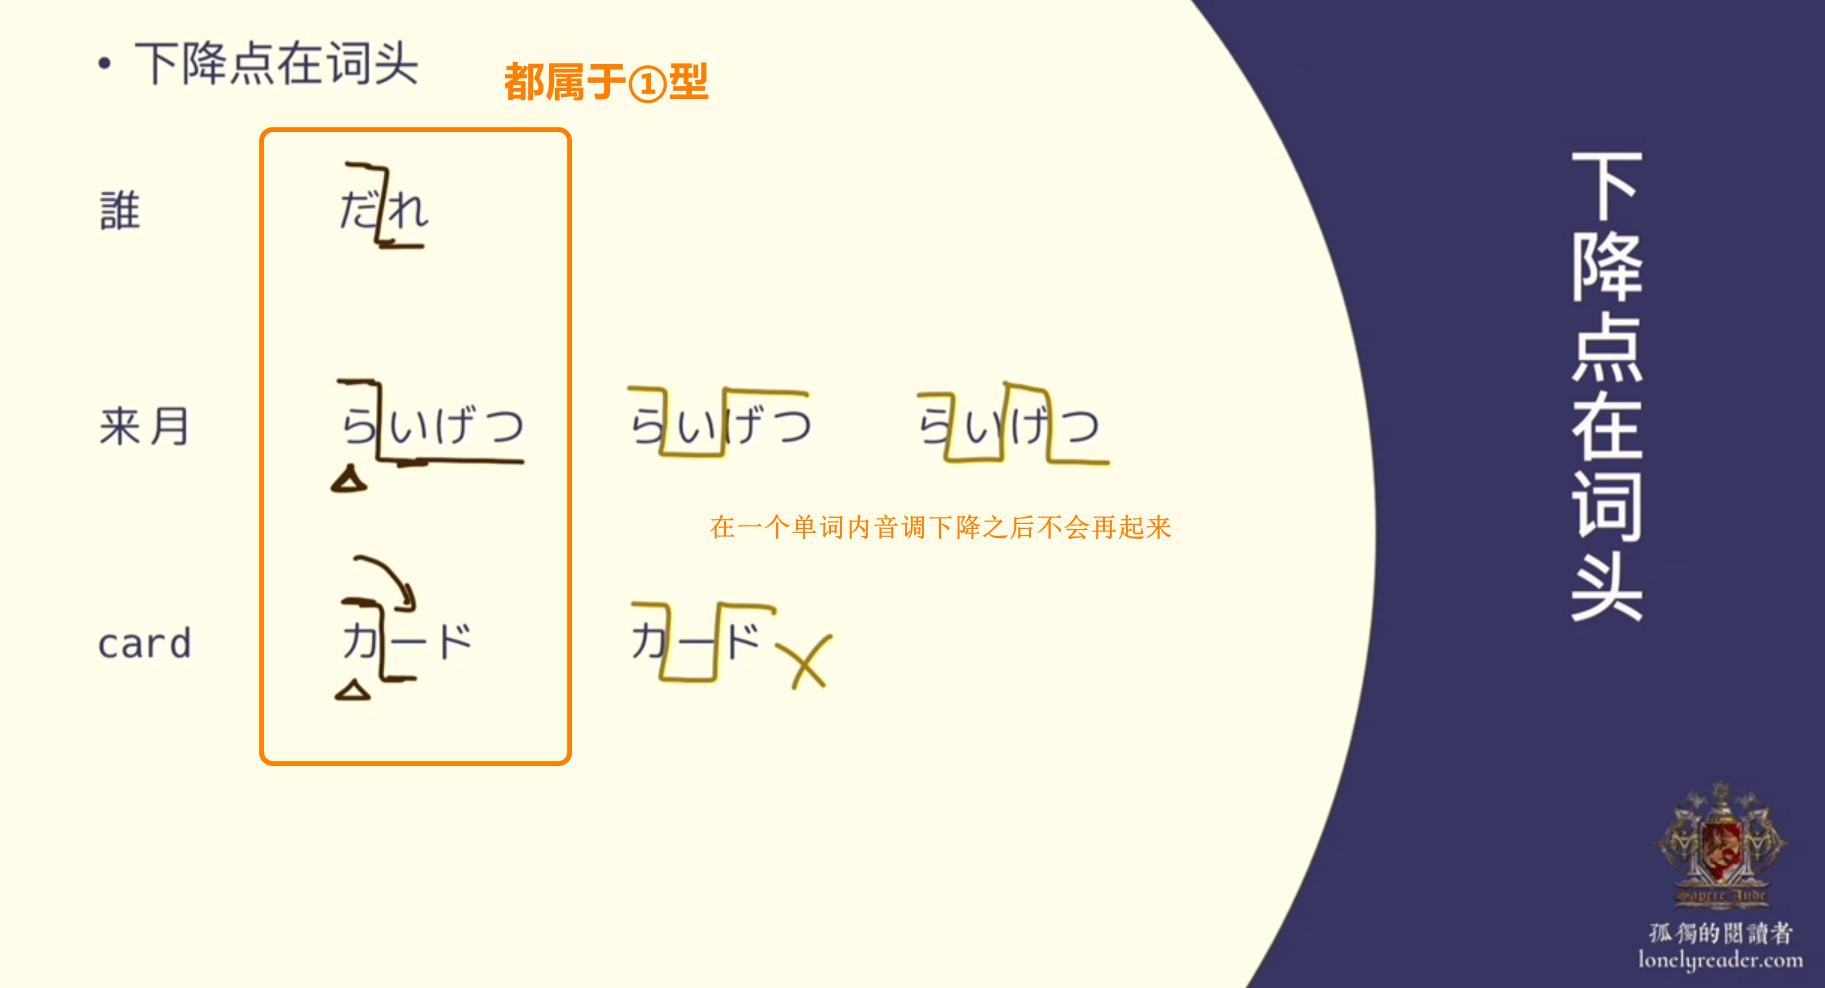 • 下降点在词头
都属于①型
誰 だれ
来月 らいげつ らいげつ らいげつ
在一个单词内音调下降之后不会再起来
card カード カード
下降点在词头
Sapere Aude
孤獨的閱讀者
lonelyreader.com